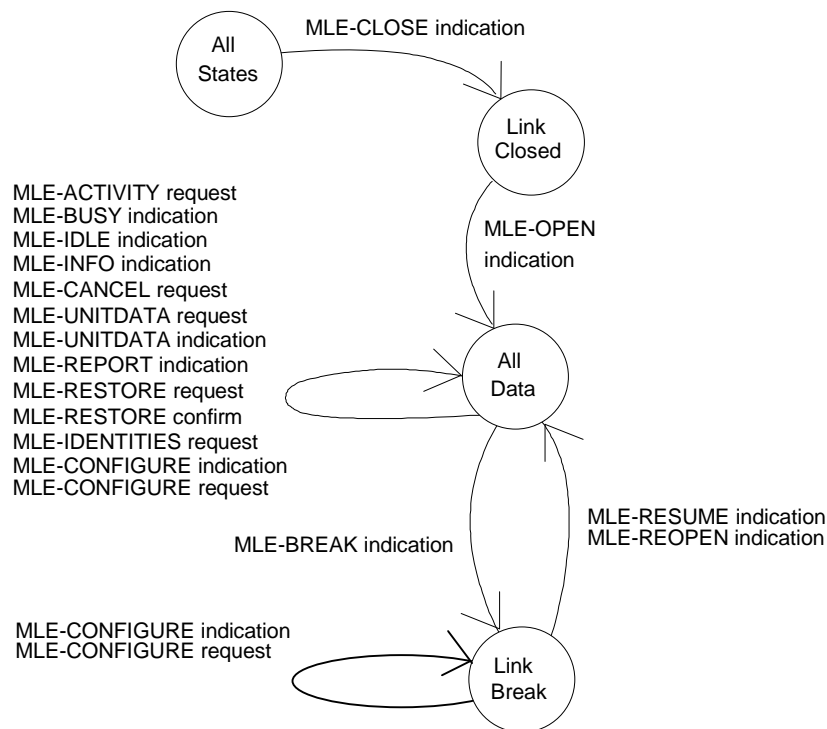 MLE-CLOSE indication
All
States
Link
Closed
MLE-OPEN
indication
MLE-ACTIVITY request
MLE-BUSY indication
MLE-IDLE indication
MLE-INFO indication
MLE-CANCEL request
MLE-UNITDATA request
MLE-UNITDATA indication
MLE-REPORT indication
MLE-RESTORE request
MLE-RESTORE confirm
MLE-IDENTITIES request
MLE-CONFIGURE indication
MLE-CONFIGURE request
All
Data
MLE-BREAK indication
MLE-RESUME indication
MLE-REOPEN indication
MLE-CONFIGURE indication
MLE-CONFIGURE request
Link
Break